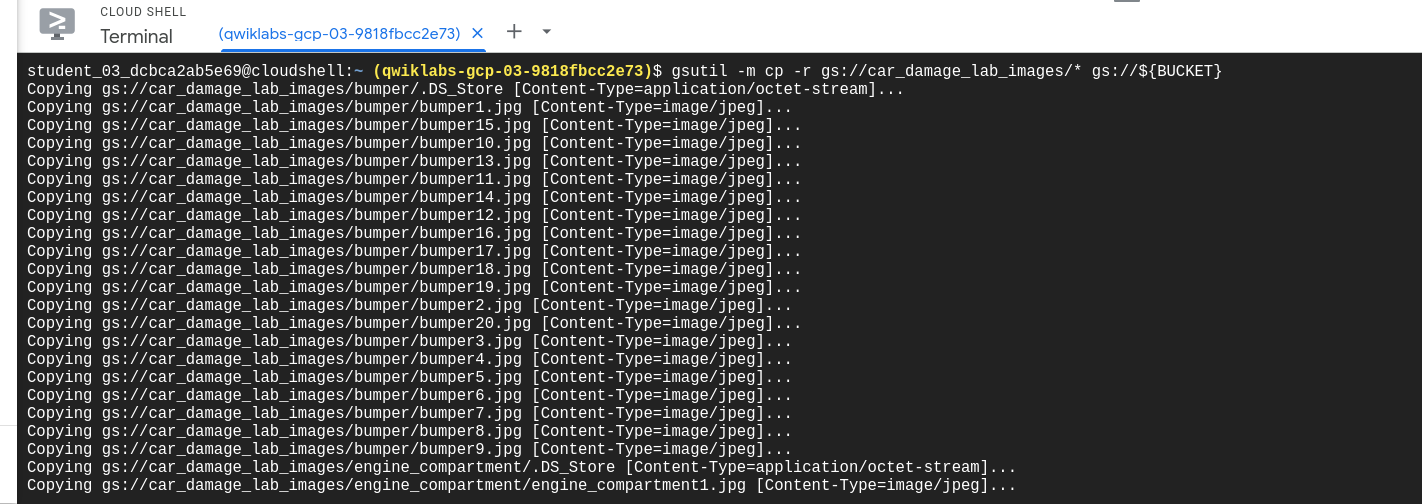 CLOUD SHELL
Terminal
(qwiklabs-gcp-03-9818fbcc2e73)
student_03_dcbca2ab5e69@cloudshell:~ (qwiklabs-gcp-03-9818fbcc2e73)$ gsutil -m cp -r gs://car_damage_lab_images/* gs://${BUCKET}
Copying gs://car_damage_lab_images/bumper/.DS_Store [Content-Type=application/octet-stream]...
Copying gs://car_damage_lab_images/bumper/bumper1.jpg [Content-Type=image/jpeg]...
Copying gs://car_damage_lab_images/bumper/bumper15.jpg [Content-Type=image/jpeg]...
Copying gs://car_damage_lab_images/bumper/bumper10.jpg [Content-Type=image/jpeg]...
Copying gs://car_damage_lab_images/bumper/bumper13.jpg [Content-Type=image/jpeg]...
Copying gs://car_damage_lab_images/bumper/bumper11.jpg [Content-Type=image/jpeg]...
Copying gs://car_damage_lab_images/bumper/bumper14.jpg [Content-Type=image/jpeg]...
Copying gs://car_damage_lab_images/bumper/bumper12.jpg [Content-Type=image/jpeg]...
Copying gs://car_damage_lab_images/bumper/bumper16.jpg [Content-Type=image/jpeg]...
Copying gs://car_damage_lab_images/bumper/bumper17.jpg [Content-Type=image/jpeg]...
Copying gs://car_damage_lab_images/bumper/bumper18.jpg [Content-Type=image/jpeg]...
Copying gs://car_damage_lab_images/bumper/bumper19.jpg [Content-Type=image/jpeg]...
Copying gs://car_damage_lab_images/bumper/bumper2.jpg [Content-Type=image/jpeg]...
Copying gs://car_damage_lab_images/bumper/bumper20.jpg [Content-Type=image/jpeg]...
Copying gs://car_damage_lab_images/bumper/bumper3.jpg [Content-Type=image/jpeg]...
Copying gs://car_damage_lab_images/bumper/bumper4.jpg [Content-Type=image/jpeg]...
Copying gs://car_damage_lab_images/bumper/bumper5.jpg [Content-Type=image/jpeg]...
Copying gs://car_damage_lab_images/bumper/bumper6.jpg [Content-Type=image/jpeg]...
Copying gs://car_damage_lab_images/bumper/bumper7.jpg [Content-Type=image/jpeg]...
Copying gs://car_damage_lab_images/bumper/bumper8.jpg [Content-Type=image/jpeg]...
Copying gs://car_damage_lab_images/bumper/bumper9.jpg [Content-Type=image/jpeg]...
Copying gs://car_damage_lab_images/engine_compartment/.DS_Store [Content-Type=application/octet-stream]...
Copying gs://car_damage_lab_images/engine_compartment/engine_compartment1.jpg [Content-Type=image/jpeg]...